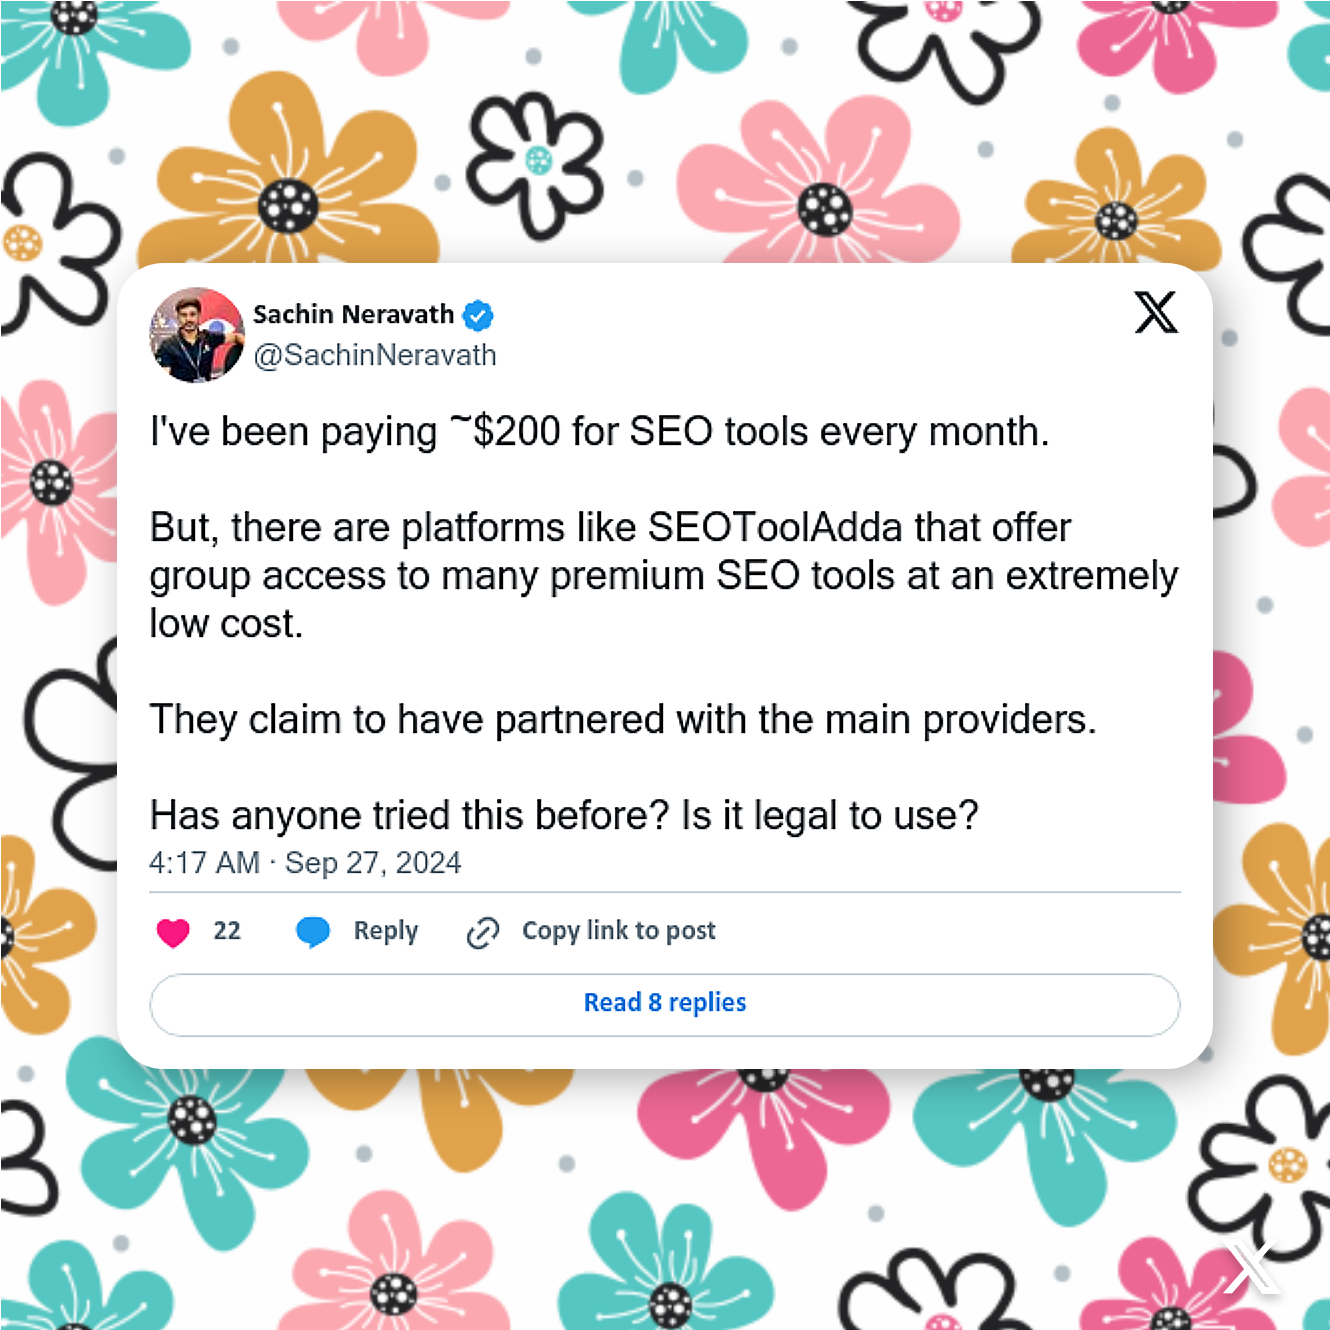 Sachin Neravath
@SachinNeravath
I've been paying ~$200 for SEO tools every month.
But, there are platforms like SEOToolAdda that offer
group access to many premium SEO tools at an extremely
low cost.
They claim to have partnered with the main providers.
Has anyone tried this before? Is it legal to use?
4:17 AM · Sep 27, 2024
22 Reply Copy link to post
Read 8 replies